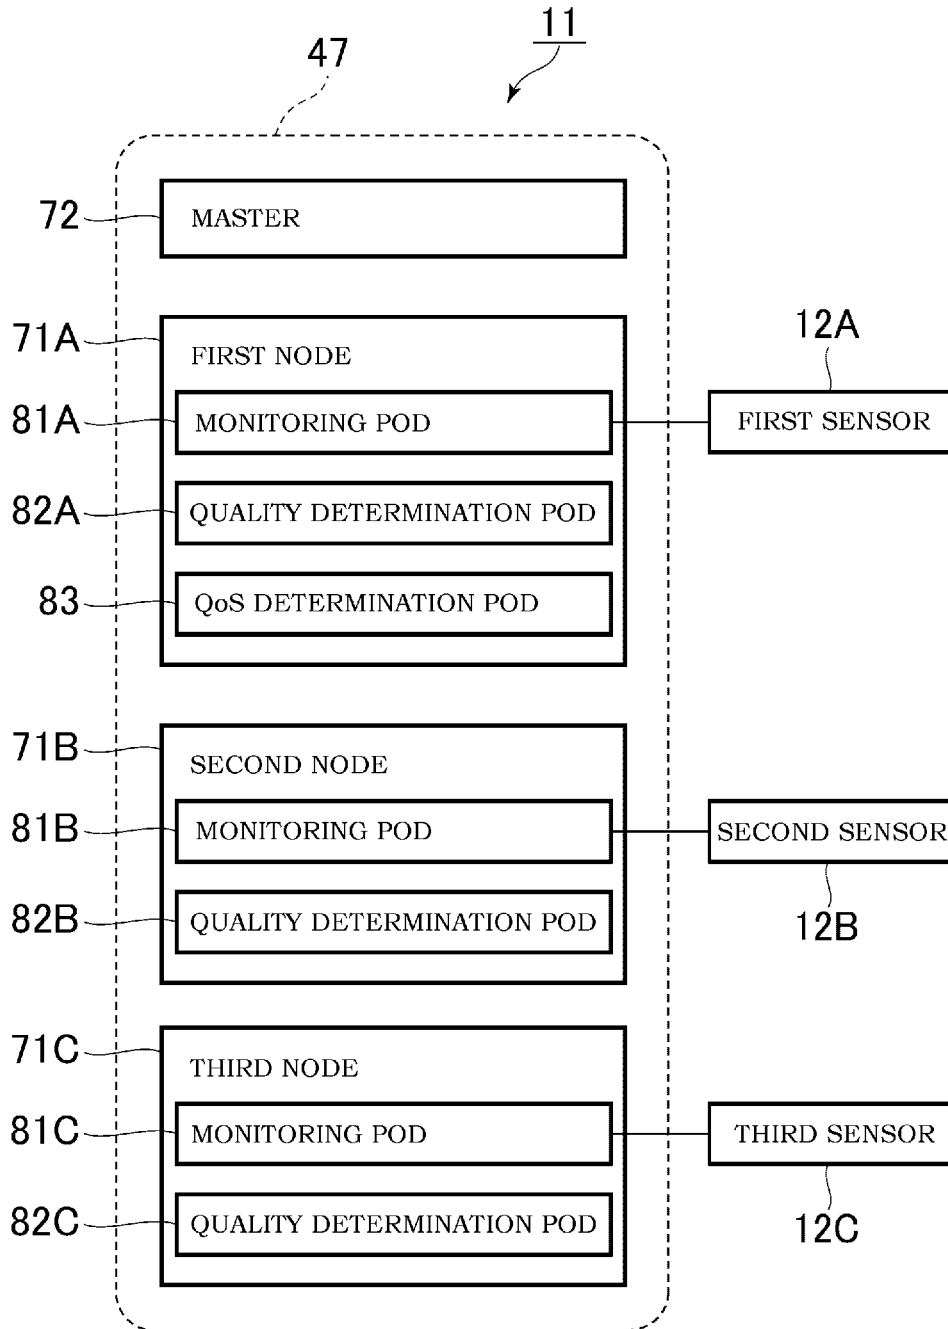 11
47
72
MASTER
71A
FIRST NODE
12A
81A
MONITORING POD
FIRST SENSOR
82A
QUALITY DETERMINATION POD
83
QoS DETERMINATION POD
71B
SECOND NODE
81B
MONITORING POD
SECOND SENSOR
82B
QUALITY DETERMINATION POD
12B
71C
THIRD NODE
81C
MONITORING POD
THIRD SENSOR
82C
QUALITY DETERMINATION POD
12C